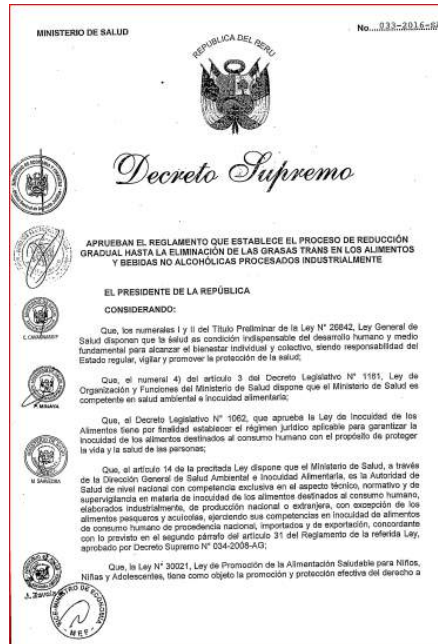 MINISTERIO DE SALUD
No. 033-2016-SA
REPUBLICA DEL PERU
Decreto Supremo
APRUEBAN EL REGLAMENTO QUE ESTABLECE EL PROCESO DE REDUCCIÓN
GRADUAL HASTA LA ELIMINACIÓN DE LAS GRASAS TRANS EN LOS ALIMENTOS
Y BEBIDAS NO ALCOHÓLICAS PROCESADOS INDUSTRIALMENTE
EL PRESIDENTE DE LA REPÚBLICA
CONSIDERANDO:
Que, los numerales I y II del Título Preliminar de la Ley N° 26842, Ley General de
Salud disponen que la salud es condición indispensable del desarrollo humano y medio
fundamental para alcanzar el bienestar individual y colectivo, siendo responsabilidad del
Estado regular, vigilar y promover la protección de la salud;
Que, el numeral 4) del artículo 3 del Decreto Legislativo N° 1161, Ley de
Organización y Funciones del Ministerio de Salud dispone que el Ministerio de Salud es
competente en salud ambiental e inocuidad alimentaria;
Que, el Decreto Legislativo N° 1062, que aprueba la Ley de Inocuidad de los
Alimentos tiene por finalidad establecer el régimen jurídico aplicable para garantizar la
inocuidad de los alimentos destinados al consumo humano con el propósito de proteger
la vida y la salud de las personas;
Que, el artículo 14 de la precitada Ley dispone que el Ministerio de Salud, a través
de la Dirección General de Salud Ambiental e Inocuidad Alimentaria, es la Autoridad de
Salud de nivel nacional con competencia exclusiva en el aspecto técnico, normativo y de
supervigilancia en materia de inocuidad de los alimentos destinados al consumo humano,
elaborados industrialmente, de producción nacional o extranjera, con excepción de los
alimentos pesqueros y acuícolas, ejerciendo sus competencias en inocuidad de alimentos
de consumo humano de procedencia nacional, importados y de exportación, concordante
con lo previsto en el segundo párrafo del artículo 31 del Reglamento de la referida Ley,
aprobado por Decreto Supremo N° 034-2008-AG;
Que, la Ley N° 30021, Ley de Promoción de la Alimentación Saludable para Niños,
Niñas y Adolescentes, tiene como objeto la promoción y protección efectiva del derecho a
M. SAAVEDRA
J. Zavala
VICE-MINISTRO DE ECONOMIA
- MEF -